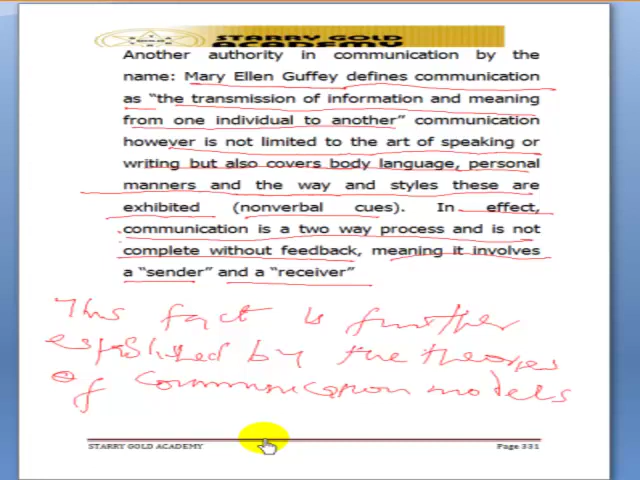 STARRY GOLD
ACADEMY
Another authority in communication by the
name: Mary Ellen Guffey defines communication
as “the transmission of information and meaning
from one individual to another” communication
however is not limited to the art of speaking or
writing but also covers body language, personal
manners and the way and styles these are
exhibited (nonverbal cues). In effect,
communication is a two way process and is not
complete without feedback, meaning it involves
a “sender” and a “receiver”
This fact is further
established by the theories
of communication models
STARRY GOLD ACADEMY Page 331